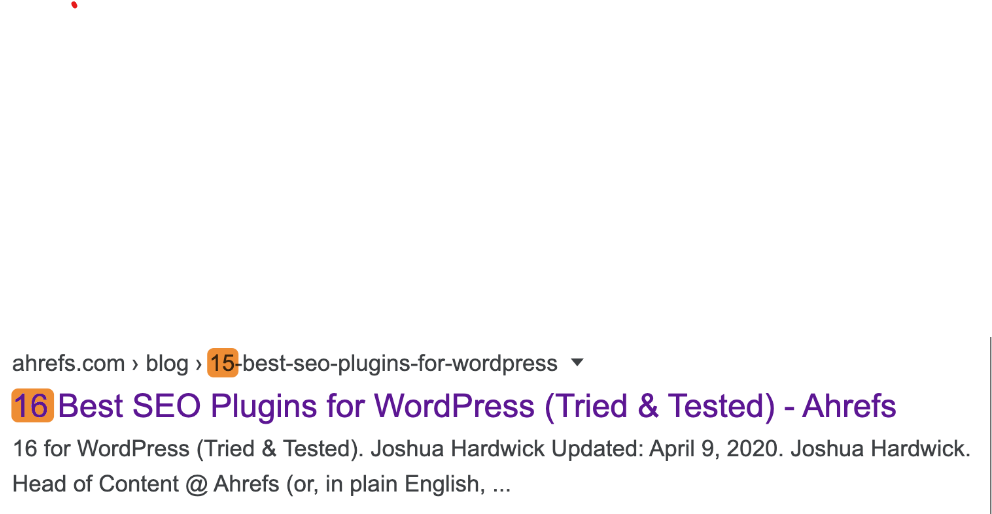 ahrefs.com › blog › 15-best-seo-plugins-for-wordpress
16 Best SEO Plugins for WordPress (Tried & Tested) - Ahrefs
16 for WordPress (Tried & Tested). Joshua Hardwick Updated: April 9, 2020. Joshua Hardwick.
Head of Content @ Ahrefs (or, in plain English, ...